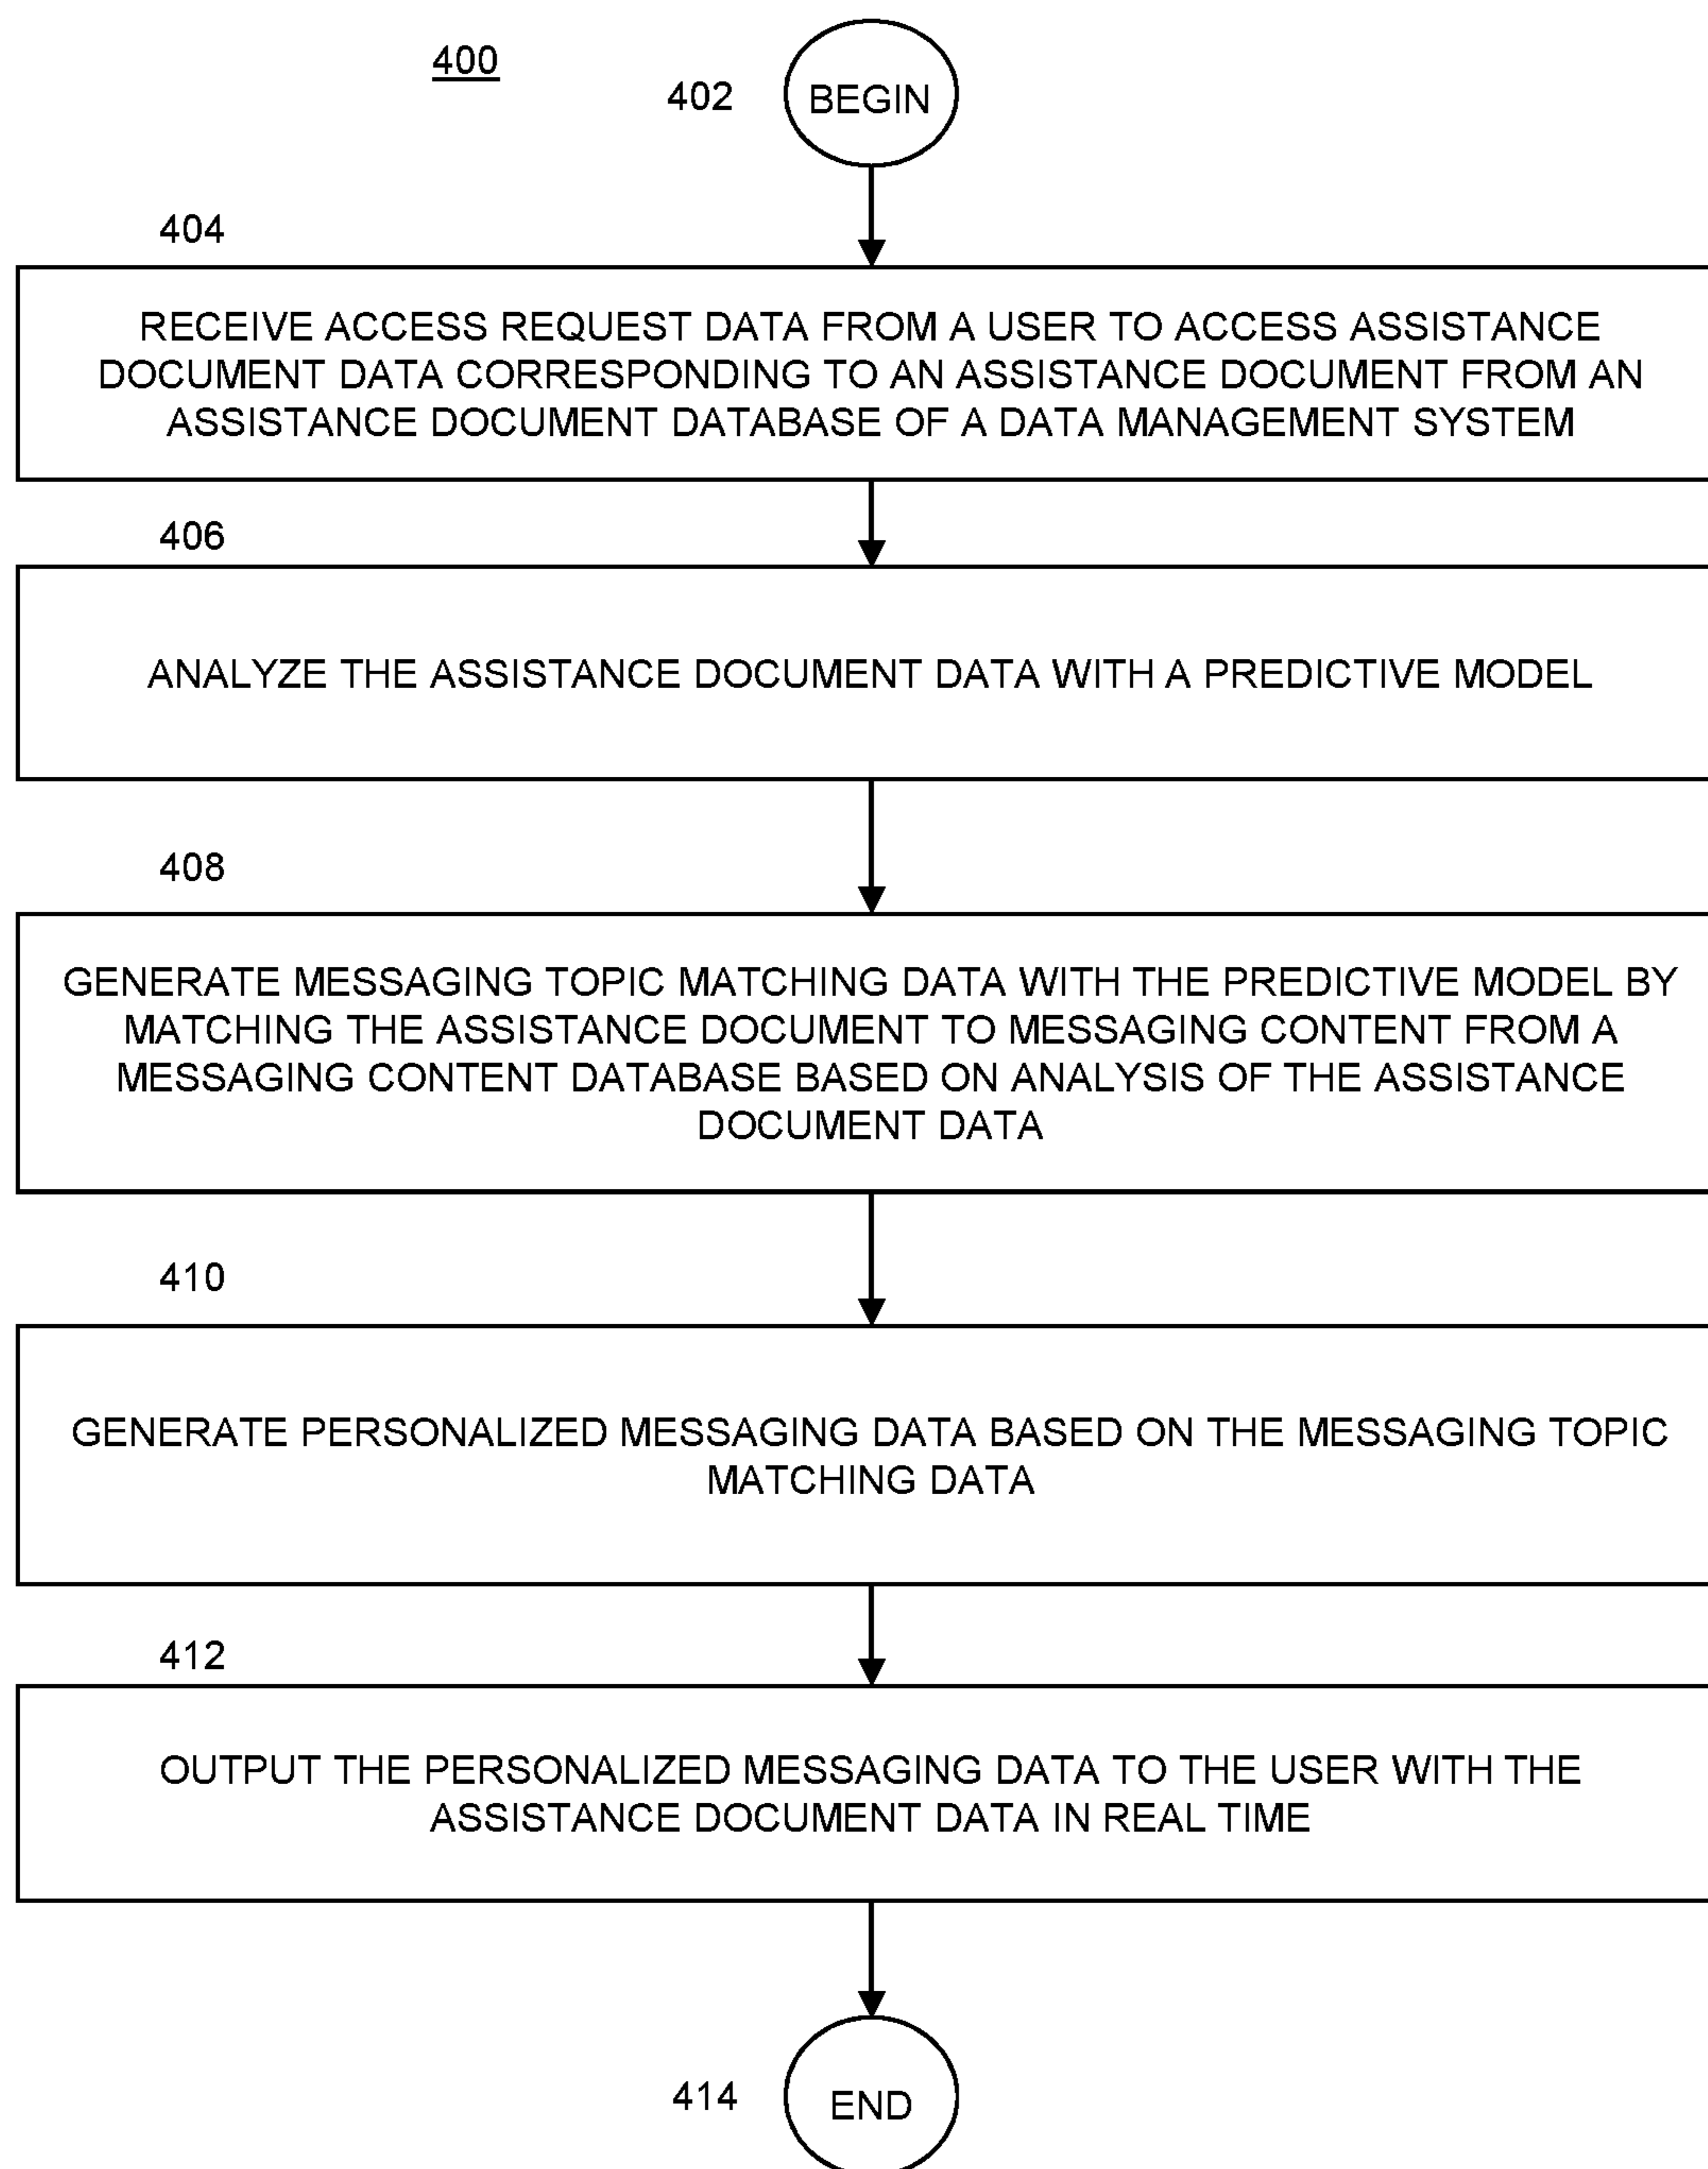 400
402
BEGIN
404
RECEIVE ACCESS REQUEST DATA FROM A USER TO ACCESS ASSISTANCE
DOCUMENT DATA CORRESPONDING TO AN ASSISTANCE DOCUMENT FROM AN
ASSISTANCE DOCUMENT DATABASE OF A DATA MANAGEMENT SYSTEM
406
ANALYZE THE ASSISTANCE DOCUMENT DATA WITH A PREDICTIVE MODEL
408
GENERATE MESSAGING TOPIC MATCHING DATA WITH THE PREDICTIVE MODEL BY
MATCHING THE ASSISTANCE DOCUMENT TO MESSAGING CONTENT FROM A
MESSAGING CONTENT DATABASE BASED ON ANALYSIS OF THE ASSISTANCE
DOCUMENT DATA
410
GENERATE PERSONALIZED MESSAGING DATA BASED ON THE MESSAGING TOPIC
MATCHING DATA
412
OUTPUT THE PERSONALIZED MESSAGING DATA TO THE USER WITH THE
ASSISTANCE DOCUMENT DATA IN REAL TIME
414
END